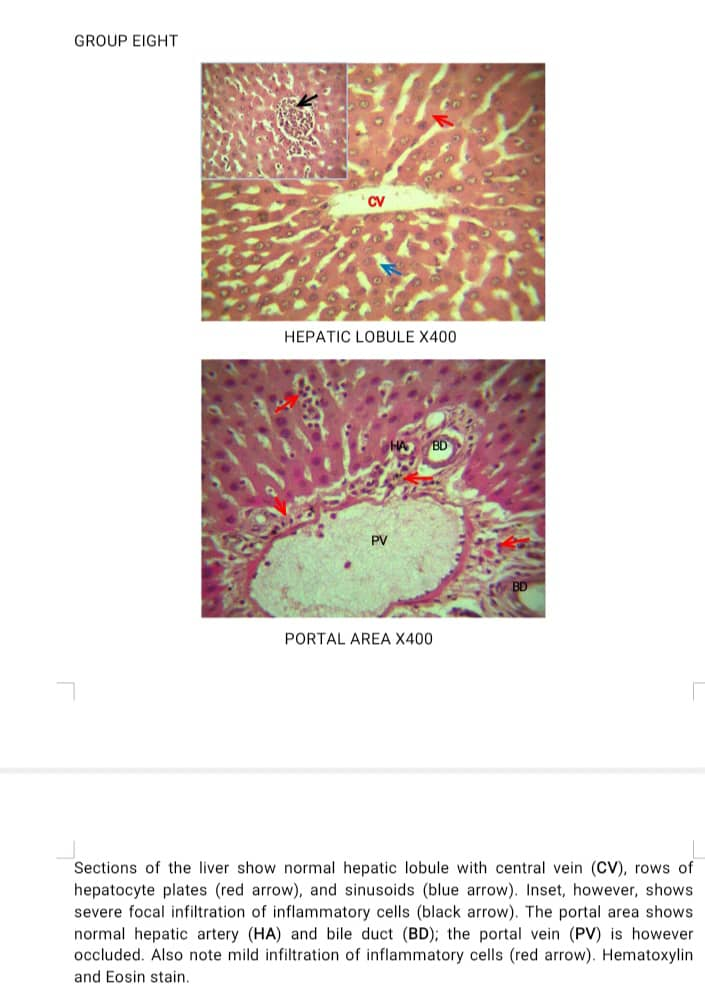 GROUP EIGHT
CV
HEPATIC LOBULE X400
HA
BD
PV
BD
PORTAL AREA X400
Sections of the liver show normal hepatic lobule with central vein (CV), rows of
hepatocyte plates (red arrow), and sinusoids (blue arrow). Inset, however, shows
severe focal infiltration of inflammatory cells (black arrow). The portal area shows
normal hepatic artery (HA) and bile duct (BD); the portal vein (PV) is however
occluded. Also note mild infiltration of inflammatory cells (red arrow). Hematoxylin
and Eosin stain.